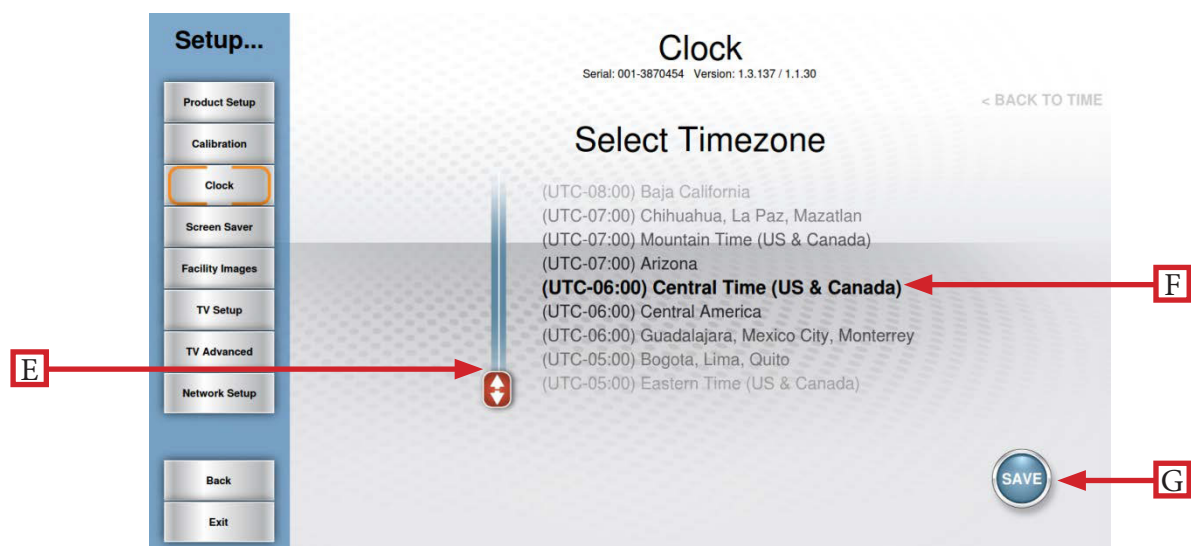 Setup...
Product Setup
Calibration
Clock
Screen Saver
Facility Images
TV Setup
TV Advanced
Network Setup
Back
Exit
Clock
Serial: 001-3870454 Version: 1.3.137 / 1.1.30
< BACK TO TIME
Select Timezone
(UTC-08:00) Baja California
(UTC-07:00) Chihuahua, La Paz, Mazatlan
(UTC-07:00) Mountain Time (US & Canada)
(UTC-07:00) Arizona
(UTC-06:00) Central Time (US & Canada)
(UTC-06:00) Central America
(UTC-06:00) Guadalajara, Mexico City, Monterrey
(UTC-05:00) Bogota, Lima, Quito
(UTC-05:00) Eastern Time (US & Canada)
SAVE
E
F
G